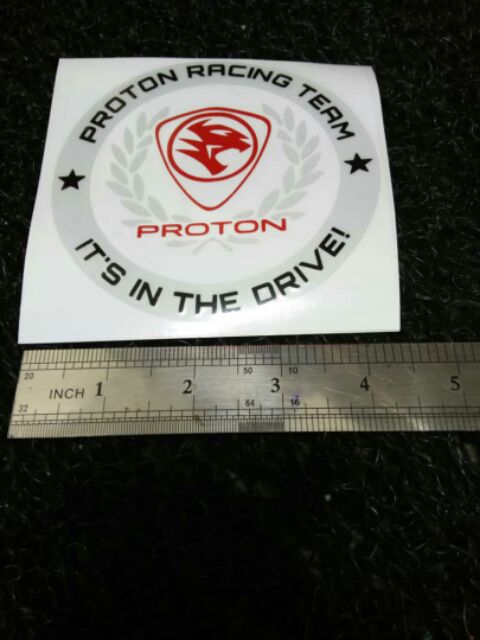 PROTON RACING TEAM
PROTON
IT'S IN THE DRIVE!
20 50 10
INCH 1 2 3 4 5
32 64 16